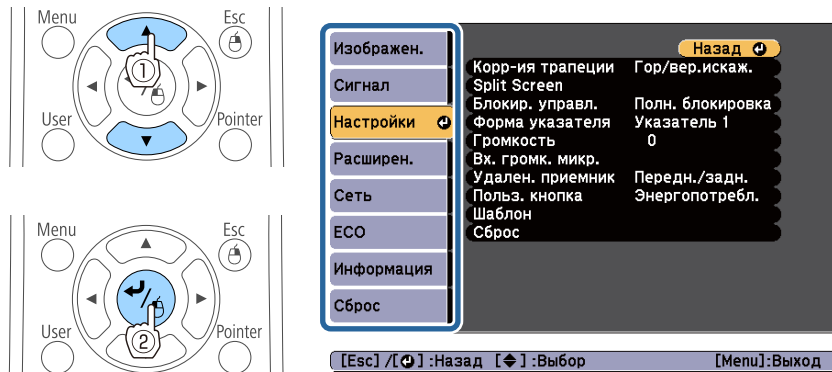 Menu
Esc
1
User
Pointer
Menu
Esc
User
Pointer
2
Изображен.
Сигнал
Настройки
Расширен.
Сеть
ECO
Информация
Сброс
Назад
Корр-ия трапеции Гор/вер.искаж.
Split Screen
Блокир. управл. Полн. блокировка
Форма указателя Указатель 1
Громкость 0
Вх. громк. микр.
Удален. приемник Передн./задн.
Польз. кнопка Энергопотребл.
Шаблон
Сброс
[Esc] /[ ] :Назад [ ] :Выбор [Menu]:Выход